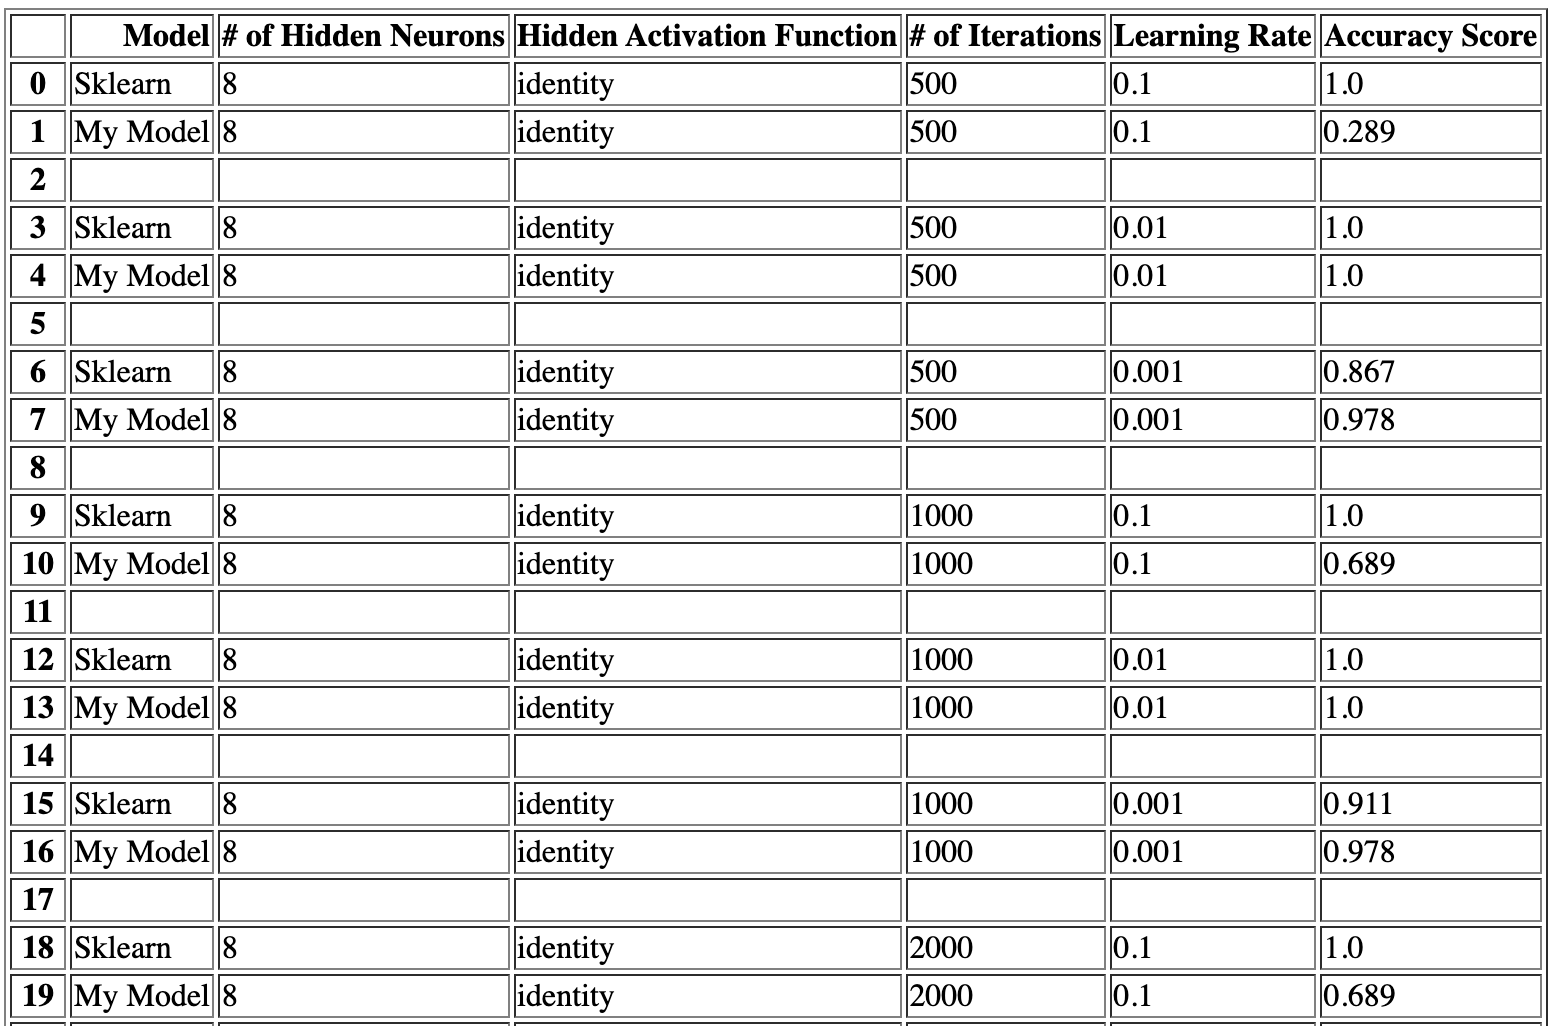 Model # of Hidden Neurons Hidden Activation Function # of Iterations Learning Rate Accuracy Score
0 Sklearn 8 identity 500 0.1 1.0
1 My Model 8 identity 500 0.1 0.289
2
3 Sklearn 8 identity 500 0.01 1.0
4 My Model 8 identity 500 0.01 1.0
5
6 Sklearn 8 identity 500 0.001 0.867
7 My Model 8 identity 500 0.001 0.978
8
9 Sklearn 8 identity 1000 0.1 1.0
10 My Model 8 identity 1000 0.1 0.689
11
12 Sklearn 8 identity 1000 0.01 1.0
13 My Model 8 identity 1000 0.01 1.0
14
15 Sklearn 8 identity 1000 0.001 0.911
16 My Model 8 identity 1000 0.001 0.978
17
18 Sklearn 8 identity 2000 0.1 1.0
19 My Model 8 identity 2000 0.1 0.689